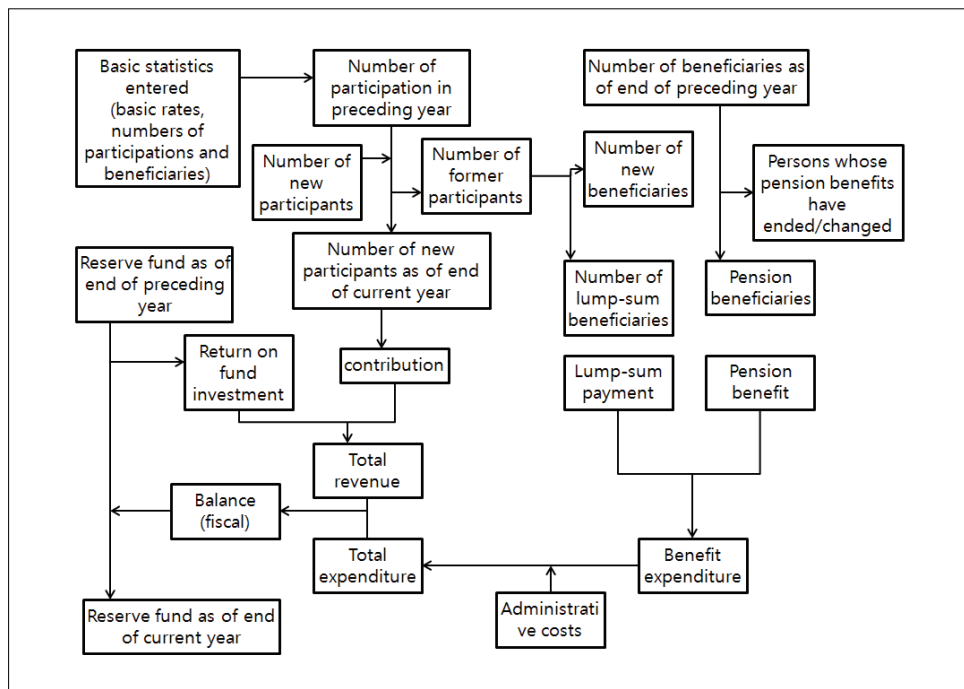 Basic statistics
entered
(basic rates,
numbers of
participations and
beneficiaries)
Number of
participation in
preceding year
Number of beneficiaries as
of end of preceding year
Number of
new
participants
Number of
former
participants
Number of
new
beneficiaries
Persons whose
pension benefits
have
ended/changed
Reserve fund as of
end of preceding
year
Number of new
participants as of end
of current year
Number of
lump-sum
beneficiaries
Pension
beneficiaries
Return on
fund
investment
contribution
Lump-sum
payment
Pension
benefit
Total
revenue
Balance
(fiscal)
Total
expenditure
Benefit
expenditure
Reserve fund as of end
of current year
Administrati
ve costs